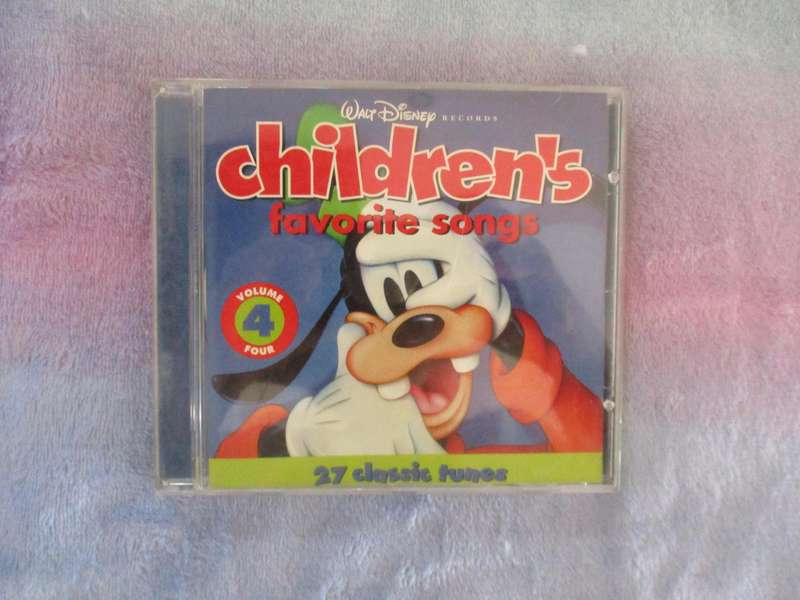 Walt Disney RECORDS
children's
favorite songs
VOLUME
4
FOUR
27 classic tunes